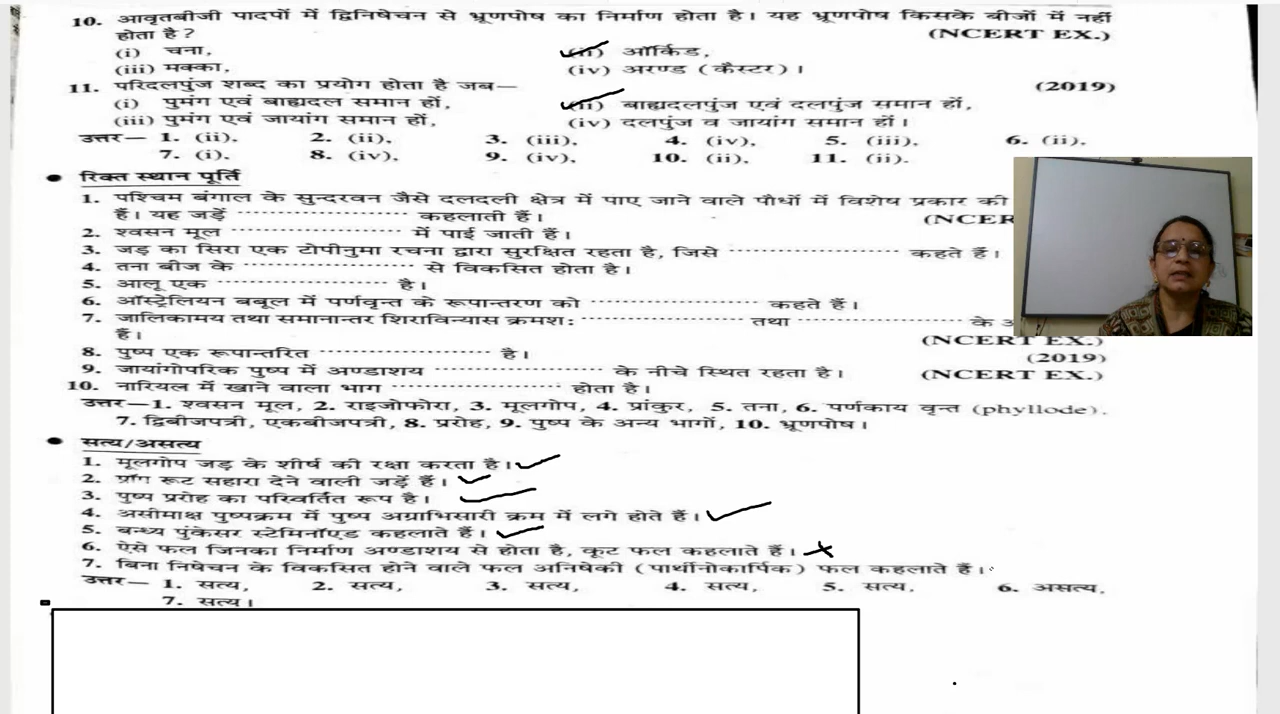 10. आवृतबीजी पादपों में द्विनिषेचन से भ्रूणपोष का निर्माण होता है। यह भ्रूणपोष किसके बीजों में नहीं
होता है? (NCERT EX.)
(i) चना, (ii) ऑर्किड,
(iii) मक्का, (iv) अरण्ड (कैस्टर)।
11. परिदलपुंज शब्द का प्रयोग होता है जब— (2019)
(i) पुमंग एवं बाह्यदल समान हों, (ii) बाह्यदलपुंज एवं दलपुंज समान हों,
(iii) पुमंग एवं जायांग समान हों, (iv) दलपुंज व जायांग समान हों।
उत्तर— 1. (ii), 2. (ii), 3. (iii), 4. (iv), 5. (iii), 6. (ii),
7. (i), 8. (iv), 9. (iv), 10. (ii), 11. (ii).
● रिक्त स्थान पूर्ति
1. पश्चिम बंगाल के सुन्दरवन जैसे दलदली क्षेत्र में पाए जाने वाले पौधों में विशेष प्रकार की
हैं। यह जड़ें ...................... कहलाती हैं। (NCER
2. श्वसन मूल ...................... में पाई जाती हैं।
3. जड़ का सिरा एक टोपीनुमा रचना द्वारा सुरक्षित रहता है, जिसे ...................... कहते हैं।
4. तना बीज के ...................... से विकसित होता है।
5. आलू एक ...................... है।
6. ऑस्ट्रेलियन बबूल में पर्णवृन्त के रूपान्तरण को ...................... कहते हैं।
7. जालिकामय तथा समानान्तर शिराविन्यास क्रमश: ...................... तथा ...................... के
हैं। (NCERT EX.)
8. पुष्प एक रूपान्तरित ...................... है। (2019)
9. जायांगोपरिक पुष्प में अण्डाशय ...................... के नीचे स्थित रहता है। (NCERT EX.)
10. नारियल में खाने वाला भाग ...................... होता है।
उत्तर—1. श्वसन मूल, 2. राइजोफोरा, 3. मूलगोप, 4. प्रांकुर, 5. तना, 6. पर्णकाय वृन्त (phyllode).
7. द्विबीजपत्री, एकबीजपत्री, 8. प्ररोह, 9. पुष्प के अन्य भागों, 10. भ्रूणपोष।
● सत्य/असत्य
1. मूलगोप जड़ के शीर्ष की रक्षा करता है।
2. प्रॉप रूट सहारा देने वाली जड़ें हैं।
3. पुष्प प्ररोह का परिवर्तित रूप है।
4. असीमाक्ष पुष्पक्रम में पुष्प अग्राभिसारी क्रम में लगे होते हैं।
5. बन्ध्य पुंकेसर स्टेमिनॉएड कहलाते हैं।
6. ऐसे फल जिनका निर्माण अण्डाशय से होता है, कूट फल कहलाते हैं।
7. बिना निषेचन के विकसित होने वाले फल अनिषेकी (पार्थीनोकार्पिक) फल कहलाते हैं।
उत्तर— 1. सत्य, 2. सत्य, 3. सत्य, 4. सत्य, 5. सत्य, 6. असत्य,
7. सत्य।